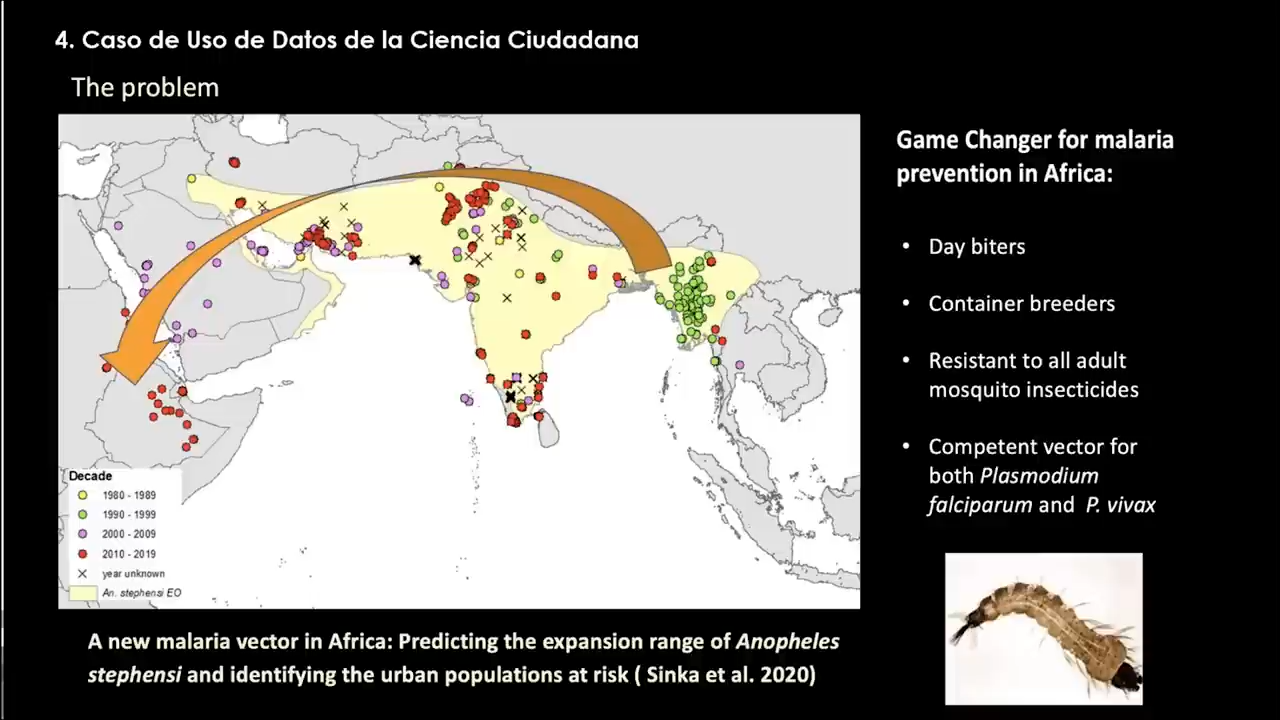 4. Caso de Uso de Datos de la Ciencia Ciudadana
The problem
Game Changer for malaria
prevention in Africa:
• Day biters
• Container breeders
• Resistant to all adult
mosquito insecticides
• Competent vector for
both Plasmodium
falciparum and P. vivax
Decade
1980 - 1989
1990 - 1999
2000 - 2009
2010 - 2019
year unknown
An. stephensi EO
A new malaria vector in Africa: Predicting the expansion range of Anopheles
stephensi and identifying the urban populations at risk ( Sinka et al. 2020)